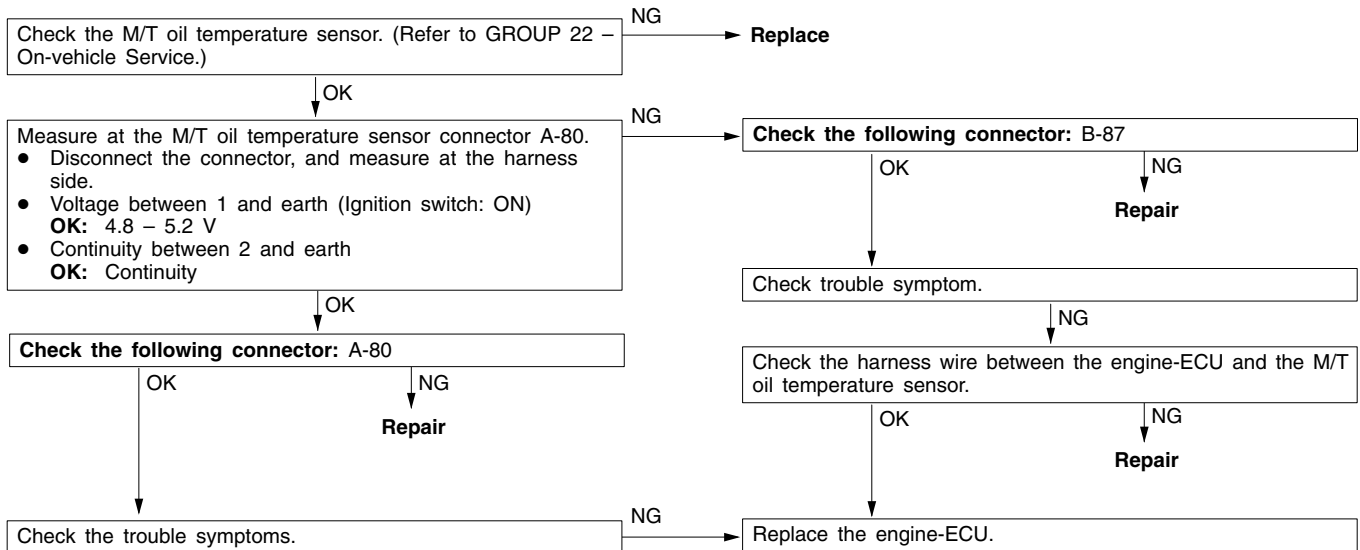 Check the M/T oil temperature sensor. (Refer to GROUP 22 –
On-vehicle Service.)
NG
Replace
OK
Measure at the M/T oil temperature sensor connector A-80.
● Disconnect the connector, and measure at the harness
side.
● Voltage between 1 and earth (Ignition switch: ON)
OK: 4.8 – 5.2 V
● Continuity between 2 and earth
OK: Continuity
NG
Check the following connector: B-87
OK
NG
Repair
Check trouble symptom.
NG
Check the harness wire between the engine-ECU and the M/T
oil temperature sensor.
OK
NG
Repair
OK
Check the following connector: A-80
OK
NG
Repair
Check the trouble symptoms.
NG
Replace the engine-ECU.